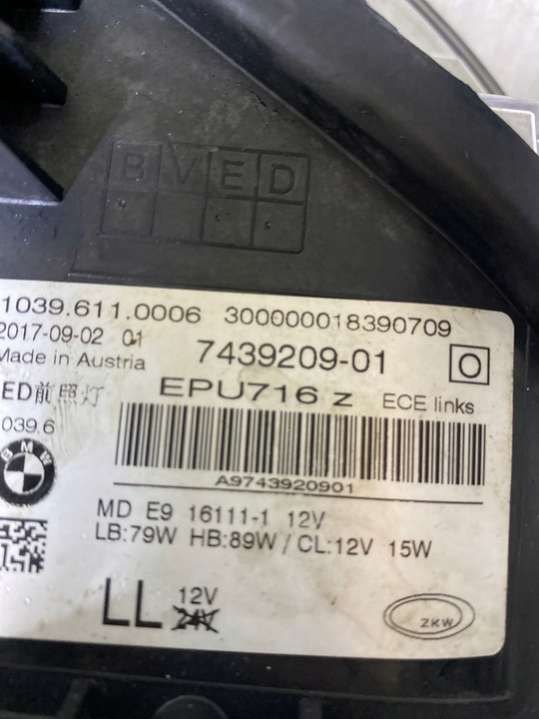 B V E D
1039.611.0006 300000018390709
2017-09-02 01
7439209-01
O
Made in Austria
ED前照灯
EPU716 z
ECE links
039.6
BMW
A9743920901
MD E9 16111-1 12V
LB:79W HB:89W / CL:12V 15W
LL
12V
24V
ZKW